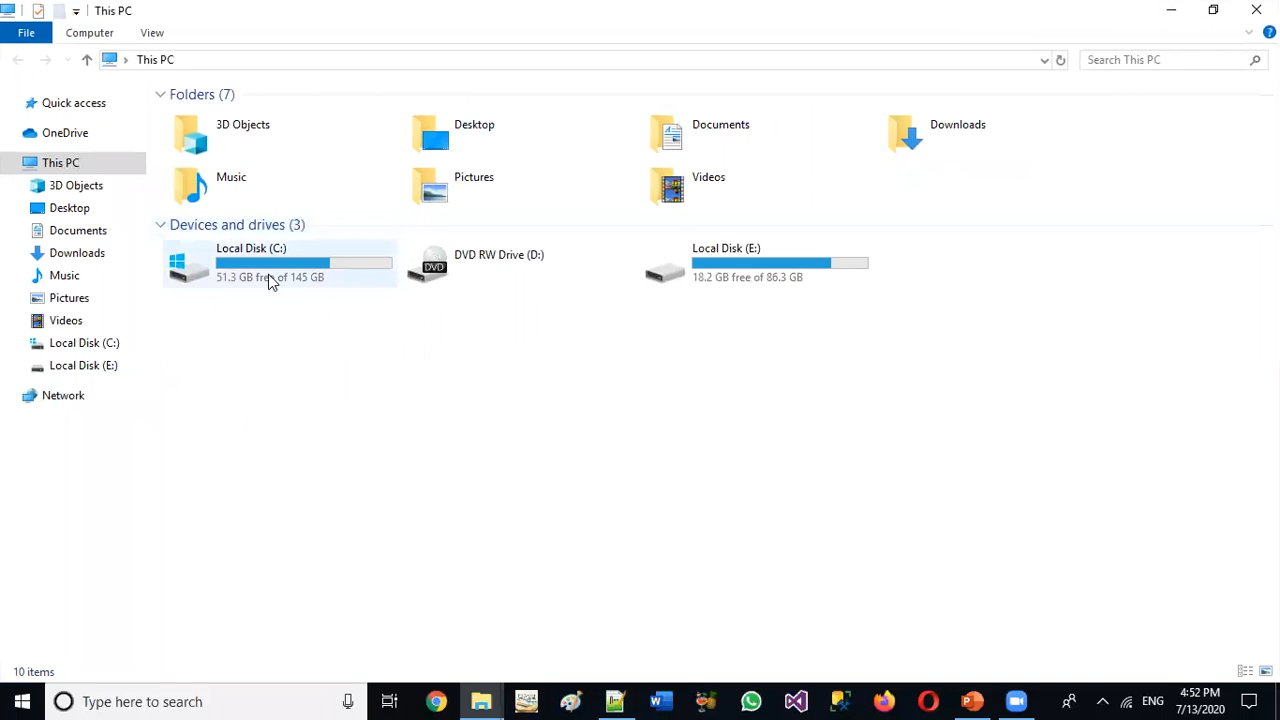 This PC
File Computer View
This PC Search This PC
Quick access
OneDrive
This PC
3D Objects
Desktop
Documents
Downloads
Music
Pictures
Videos
Local Disk (C:)
Local Disk (E:)
Network
Folders (7)
3D Objects Desktop Documents Downloads
Music Pictures Videos
Devices and drives (3)
Local Disk (C:)
51.3 GB free of 145 GB
DVD RW Drive (D:)
DVD
Local Disk (E:)
18.2 GB free of 86.3 GB
10 items
Type here to search
ENG
4:52 PM
7/13/2020